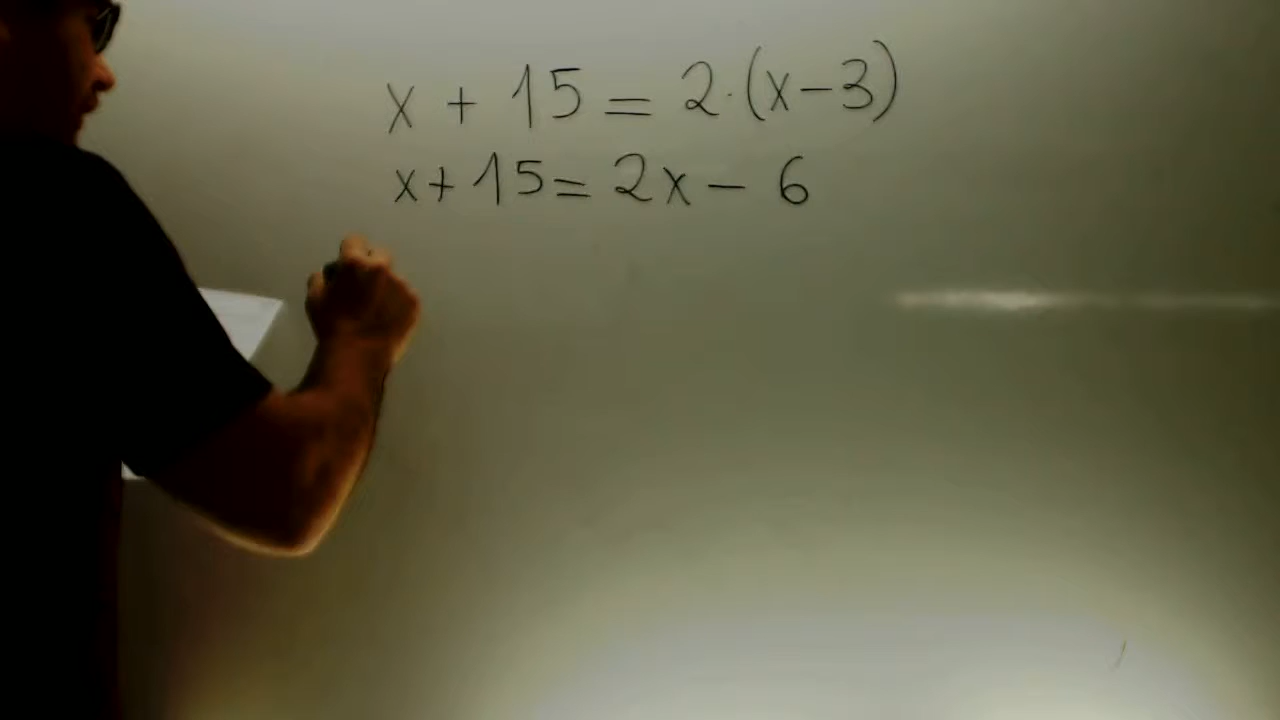 x + 15 = 2·(x-3)
x + 15 = 2x - 6